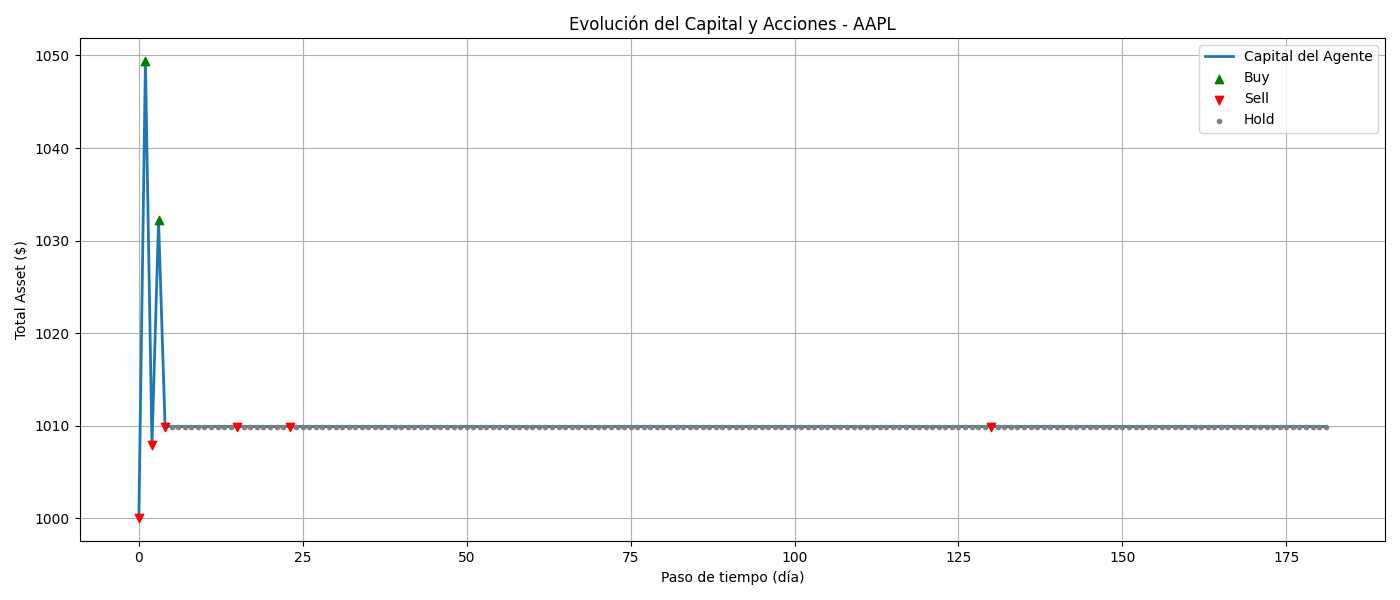 Evolución del Capital y Acciones - AAPL
Capital del Agente
Buy
Sell
Hold
Total Asset ($)
1050
1040
1030
1020
1010
1000
0 25 50 75 100 125 150 175
Paso de tiempo (día)